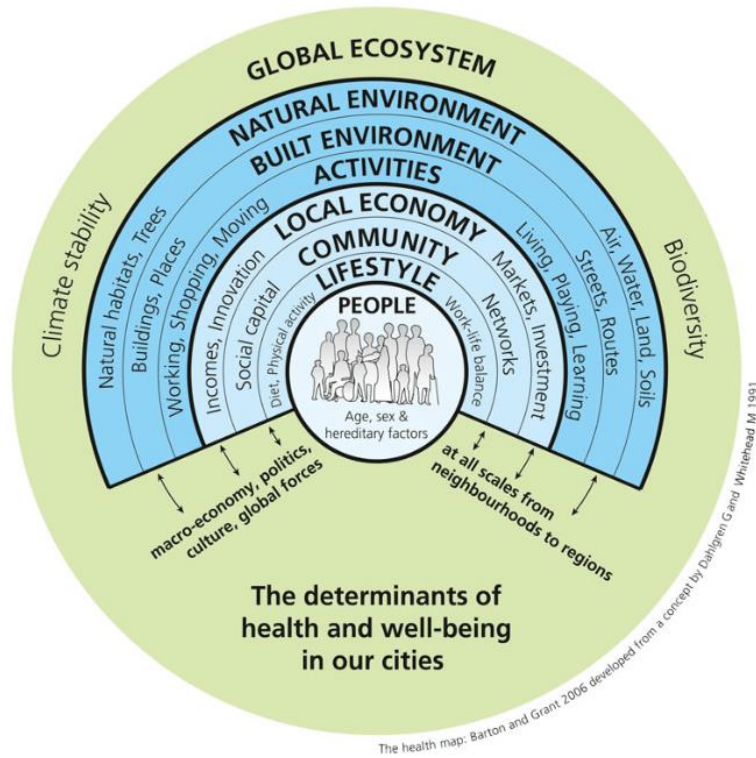 GLOBAL ECOSYSTEM
NATURAL ENVIRONMENT
BUILT ENVIRONMENT
ACTIVITIES
LOCAL ECONOMY
COMMUNITY
LIFESTYLE
PEOPLE
Age, sex &
hereditary factors
Climate stability
Natural habitats, Trees
Buildings, Places
Working, Shopping, Moving
Incomes, Innovation
Social capital
Diet, Physical activity
Work-life balance
Networks
Markets, Investment
Living, Playing, Learning
Streets, Routes
Air, Water, Land, Soils
Biodiversity
macro-economy, politics,
culture, global forces
at all scales from
neighbourhoods to regions
The determinants of
health and well-being
in our cities
The health map: Barton and Grant 2006 developed from a concept by Dahlgren G and Whitehead M 1991